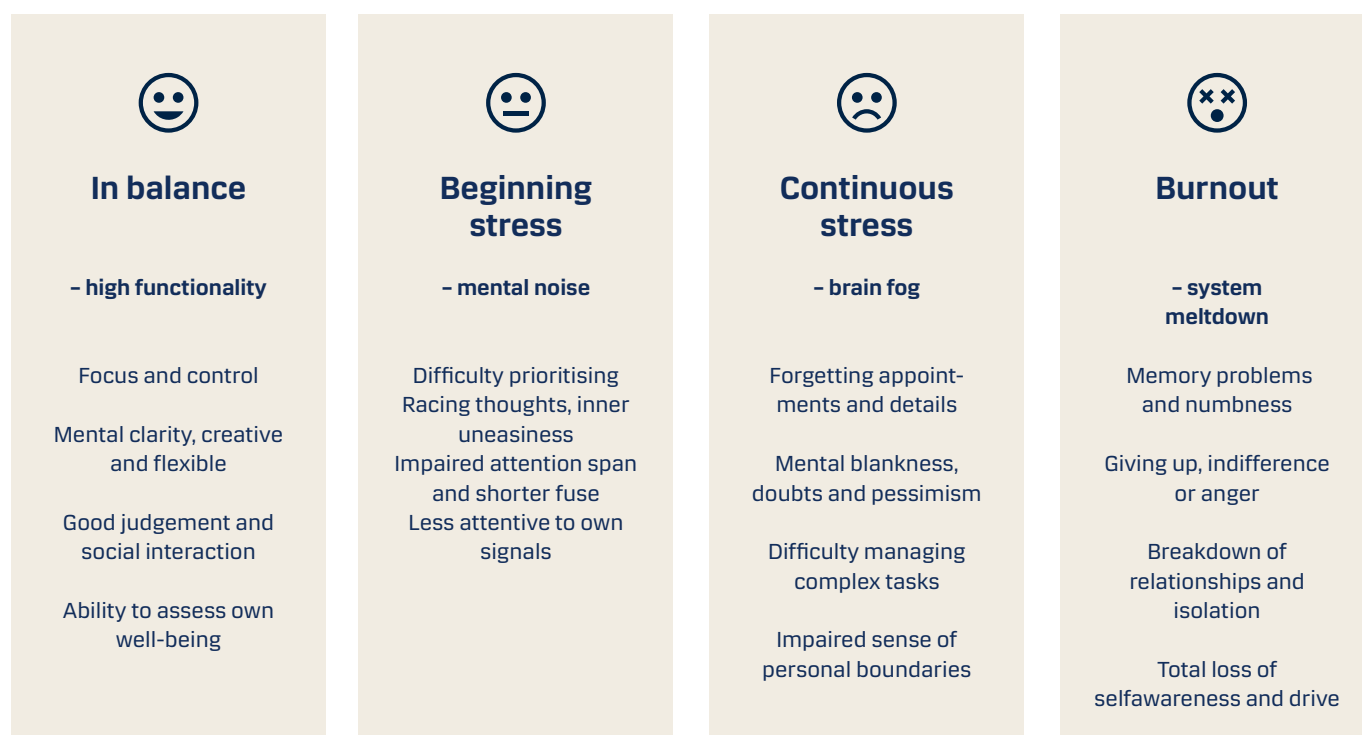 In balance
– high functionality
Focus and control
Mental clarity, creative
and flexible
Good judgement and
social interaction
Ability to assess own
well-being
Beginning
stress
– mental noise
Difficulty prioritising
Racing thoughts, inner
uneasiness
Impaired attention span
and shorter fuse
Less attentive to own
signals
Continuous
stress
– brain fog
Forgetting appoint-
ments and details
Mental blankness,
doubts and pessimism
Difficulty managing
complex tasks
Impaired sense of
personal boundaries
Burnout
– system
meltdown
Memory problems
and numbness
Giving up, indifference
or anger
Breakdown of
relationships and
isolation
Total loss of
selfawareness and drive